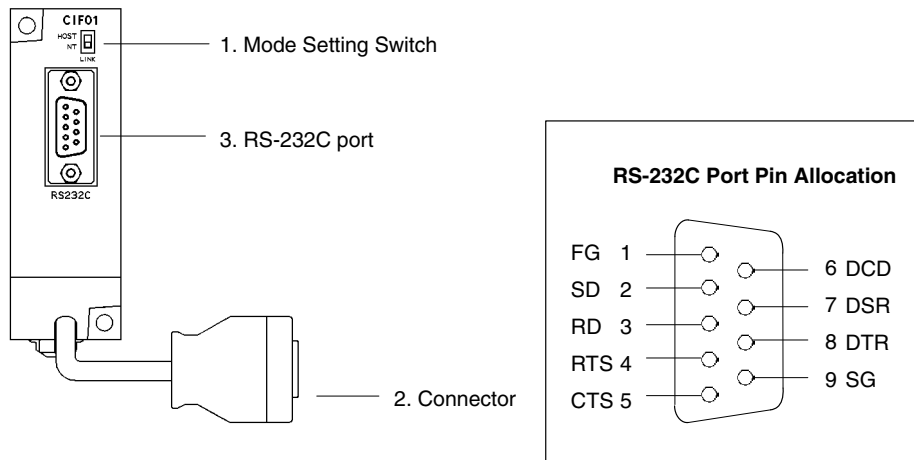 CIF01
HOST
NT
LINK
1. Mode Setting Switch
3. RS-232C port
RS232C
2. Connector
RS-232C Port Pin Allocation
FG 1
SD 2
RD 3
RTS 4
CTS 5
6 DCD
7 DSR
8 DTR
9 SG